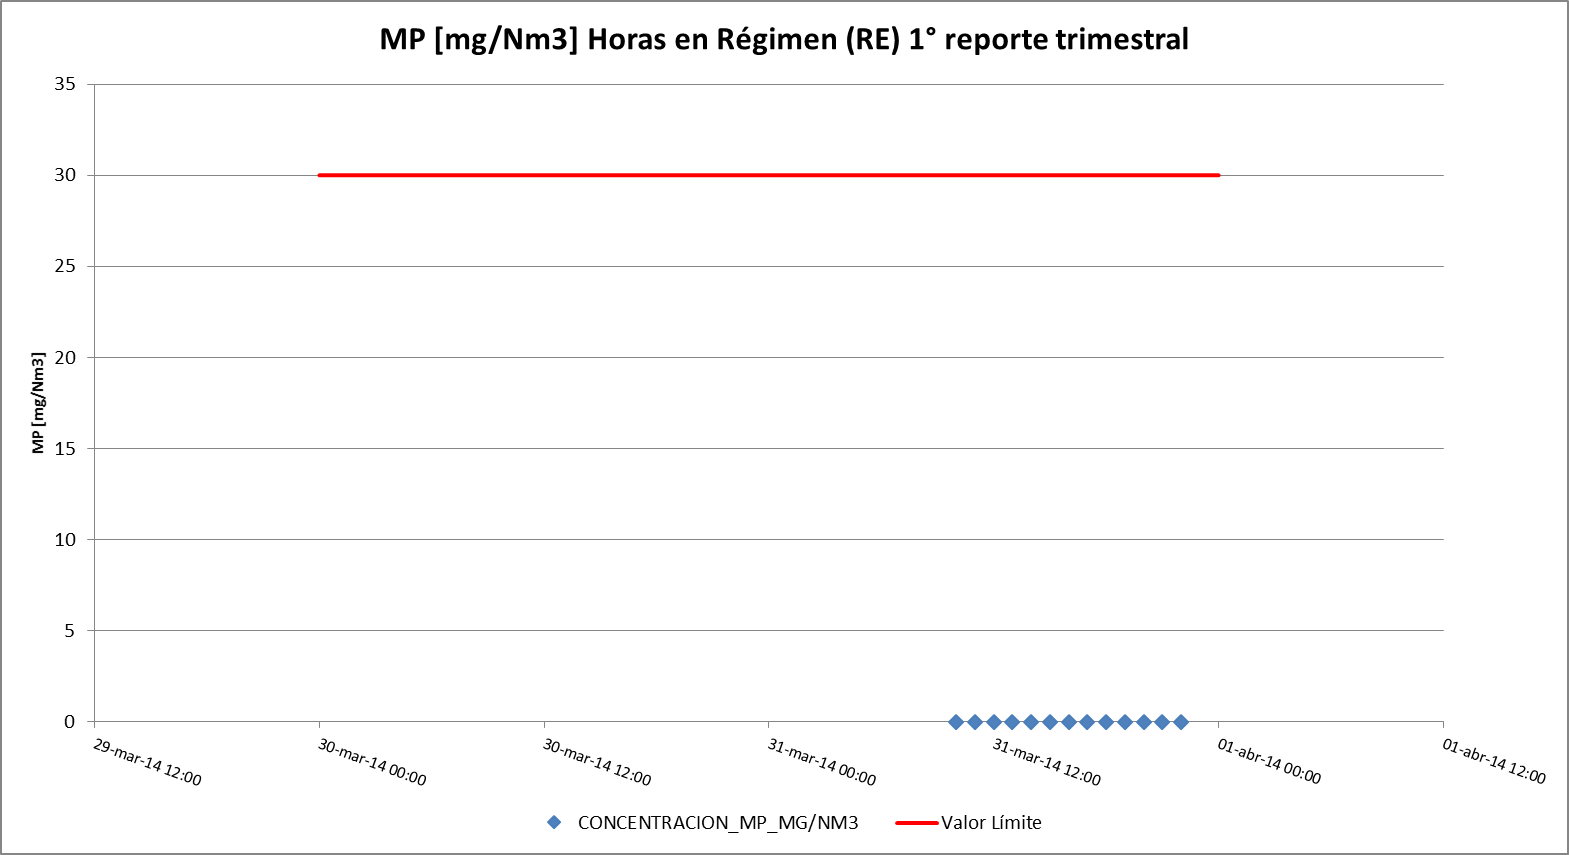 MP [mg/Nm3] Horas en Régimen (RE) 1° reporte trimestral
35
30
25
20
15
10
5
0
MP [mg/Nm3]
29-mar-14 12:00
30-mar-14 00:00
30-mar-14 12:00
31-mar-14 00:00
31-mar-14 12:00
01-abr-14 00:00
01-abr-14 12:00
CONCENTRACION_MP_MG/NM3
Valor Límite